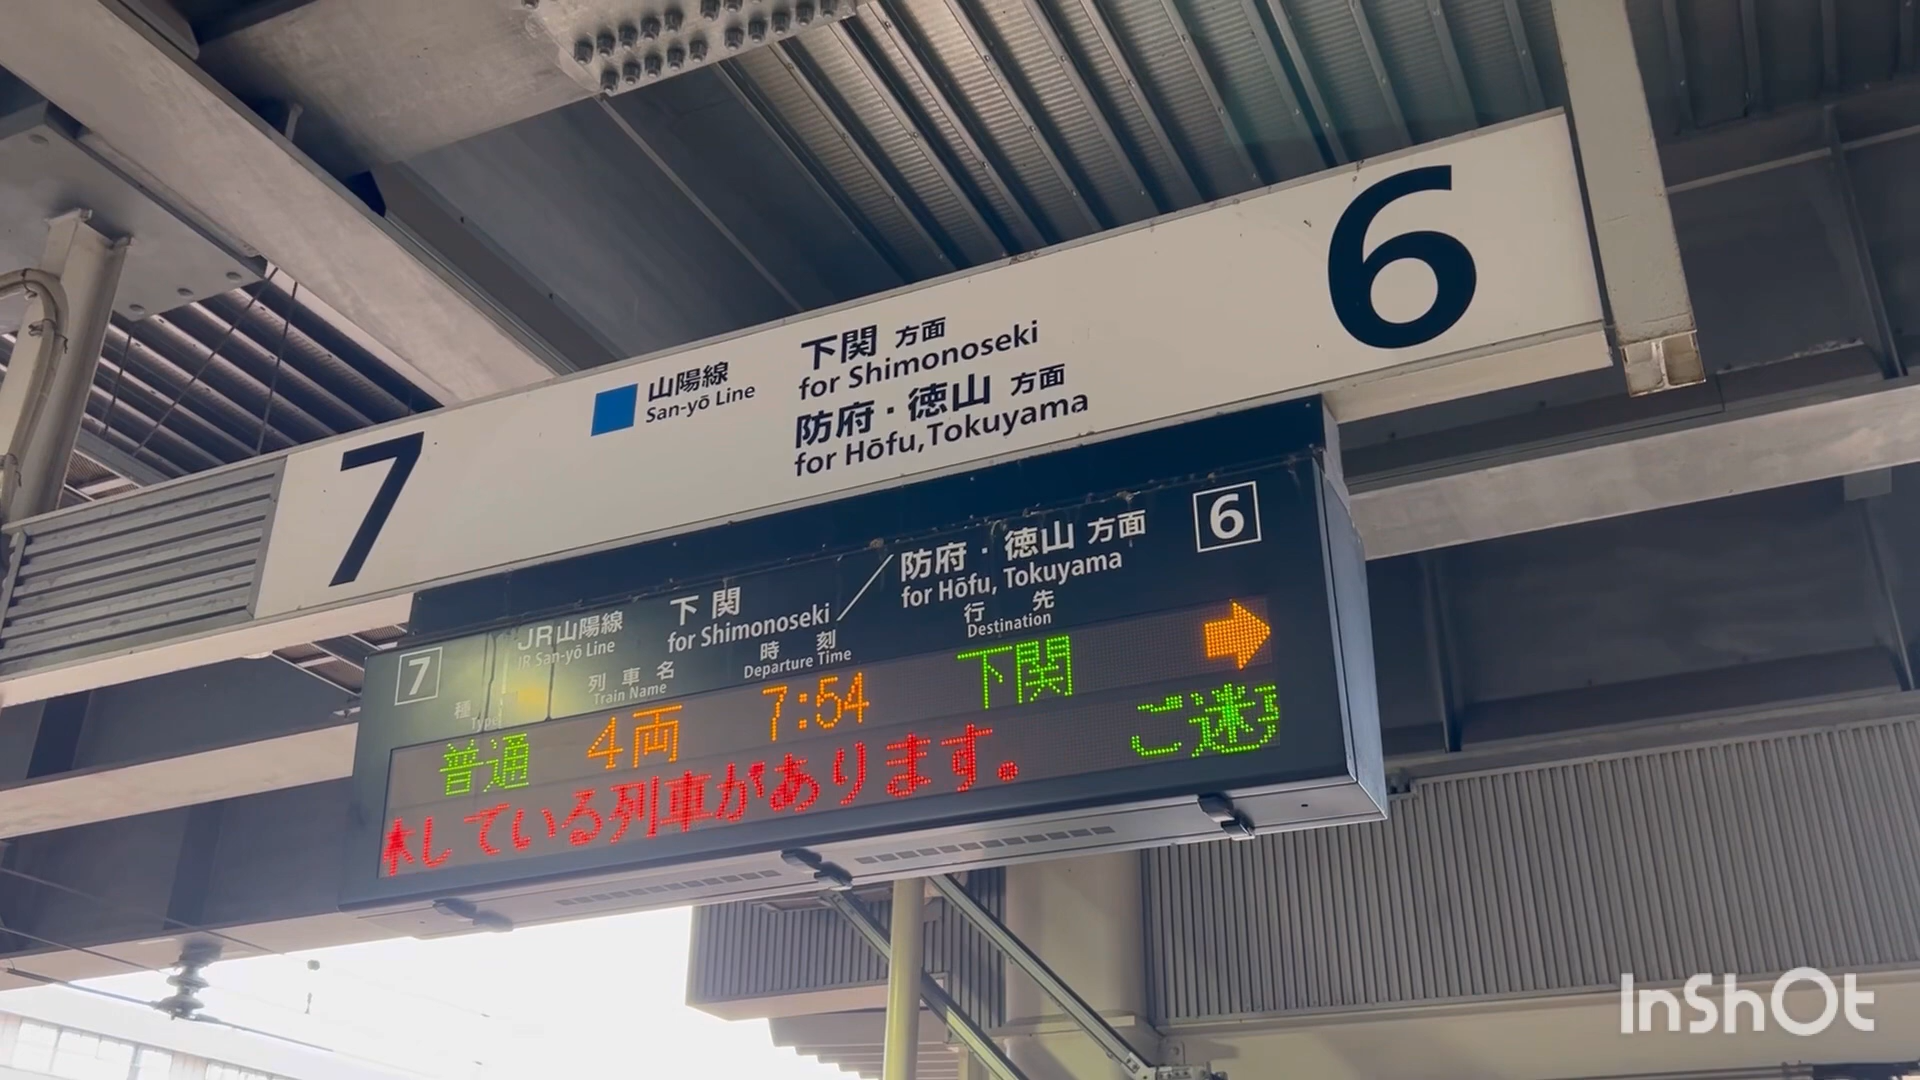 6
下関 方面
for Shimonoseki
山陽線
San-yō Line
防府・徳山 方面
for Hōfu, Tokuyama
7
6
防府・徳山 方面
for Hōfu, Tokuyama
JR山陽線
JR San-yō Line
下関
for Shimonoseki
7
種
Type
列車名
Train Name
時刻
Departure Time
行先
Destination
普通 4両 7:54 下関 →
している列車があります。 ご迷
InShOt